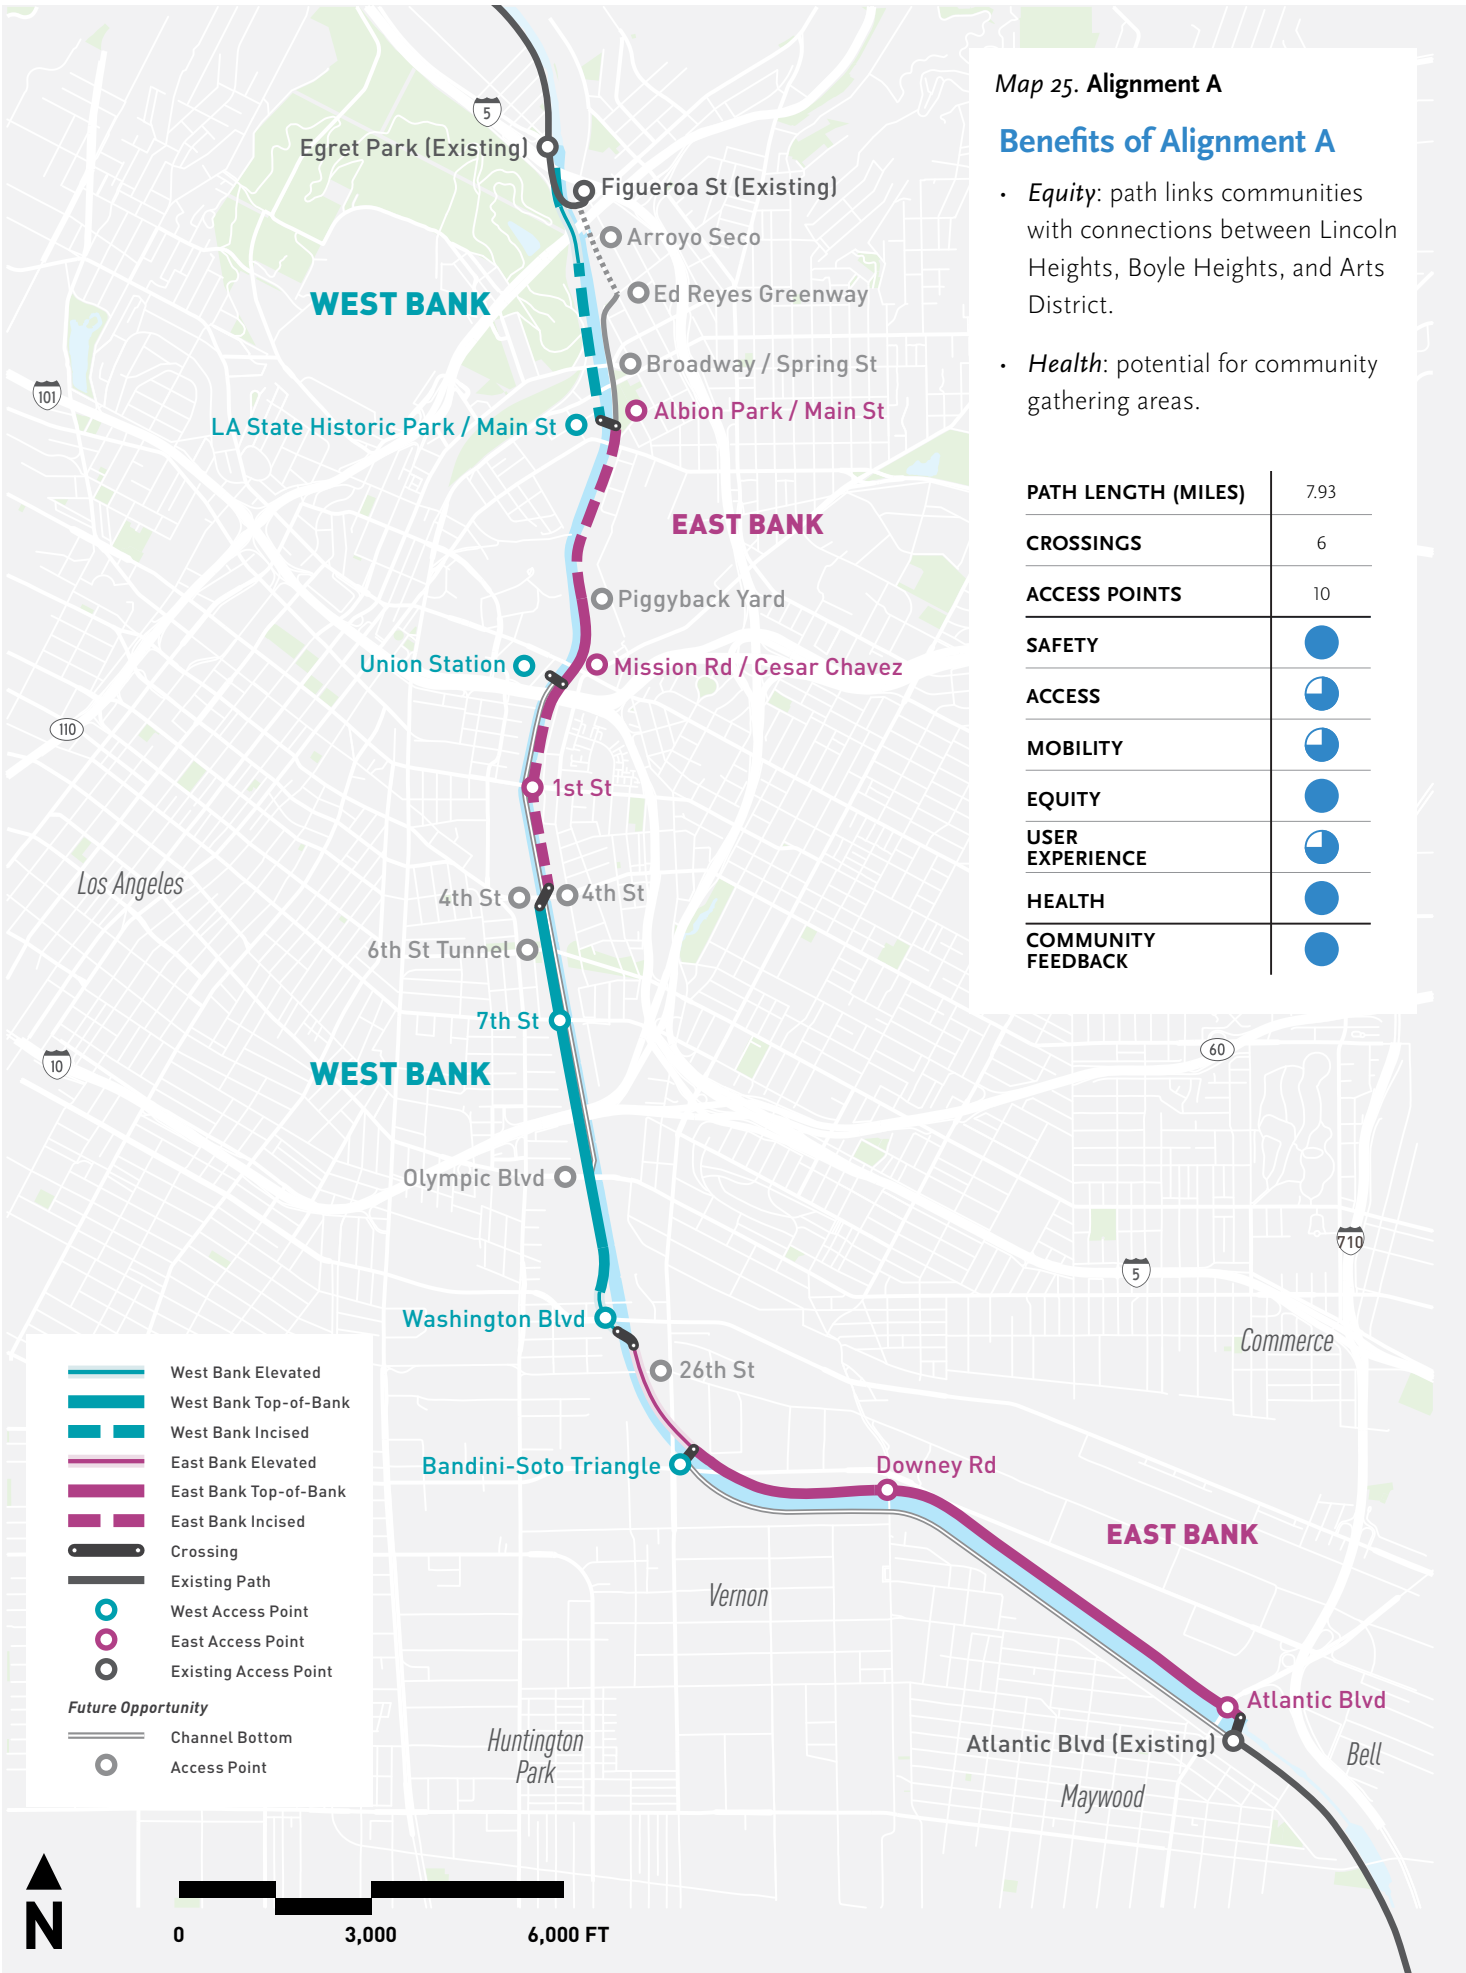 Map 25. Alignment A
Benefits of Alignment A
• Equity: path links communities
with connections between Lincoln
Heights, Boyle Heights, and Arts
District.
• Health: potential for community
gathering areas.
PATH LENGTH (MILES) 7.93
CROSSINGS 6
ACCESS POINTS 10
SAFETY
ACCESS
MOBILITY
EQUITY
USER
EXPERIENCE
HEALTH
COMMUNITY
FEEDBACK
5
Egret Park (Existing)
Figueroa St (Existing)
Arroyo Seco
Ed Reyes Greenway
WEST BANK
Broadway / Spring St
101
Albion Park / Main St
LA State Historic Park / Main St
EAST BANK
Piggyback Yard
Union Station
Mission Rd / Cesar Chavez
110
1st St
Los Angeles
4th St
4th St
6th St Tunnel
7th St
10
60
WEST BANK
Olympic Blvd
710
5
Washington Blvd
Commerce
26th St
Bandini-Soto Triangle
Downey Rd
EAST BANK
Vernon
Atlantic Blvd
Atlantic Blvd (Existing)
Bell
Huntington
Park
Maywood
West Bank Elevated
West Bank Top-of-Bank
West Bank Incised
East Bank Elevated
East Bank Top-of-Bank
East Bank Incised
Crossing
Existing Path
West Access Point
East Access Point
Existing Access Point
Future Opportunity
Channel Bottom
Access Point
N
0 3,000 6,000 FT